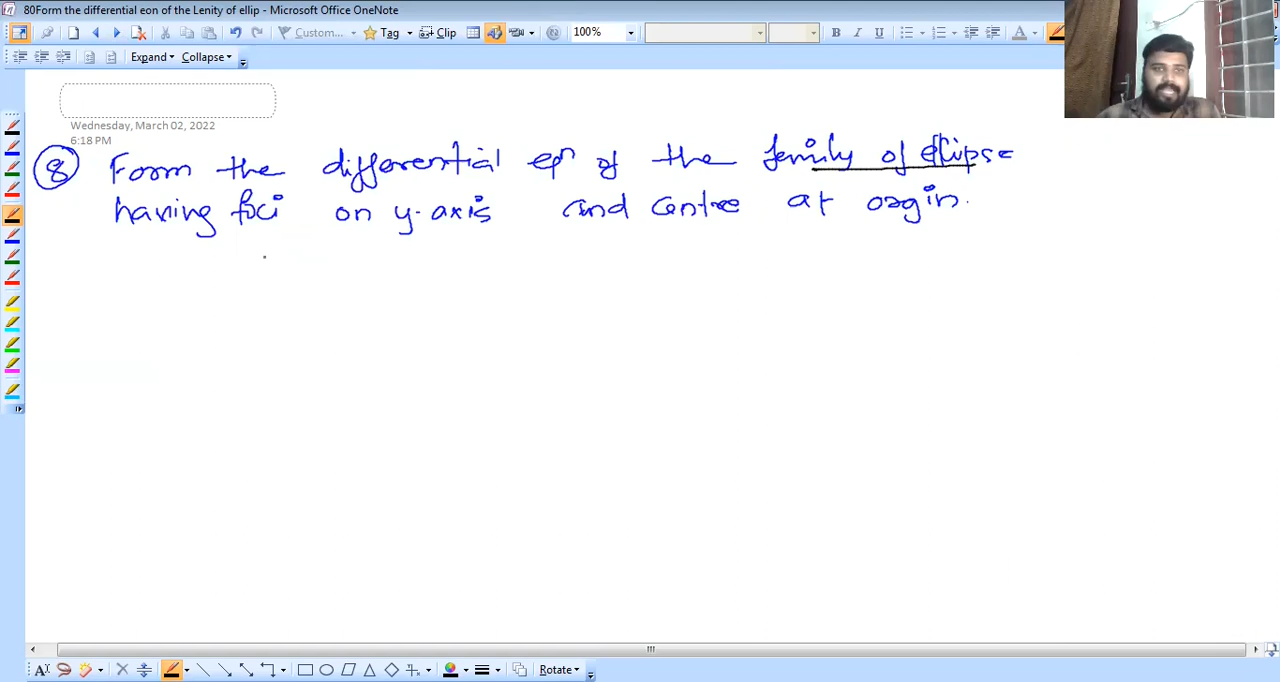 80Form the differential eon of the Lenity of ellip - Microsoft Office OneNote
Custom... Tag Clip 100% B I U A
Expand Collapse
Wednesday, March 02, 2022
6:18 PM
8 Form the differential eqn of the family of ellipse
having foci on y-axis and centre at orgin.
Rotate